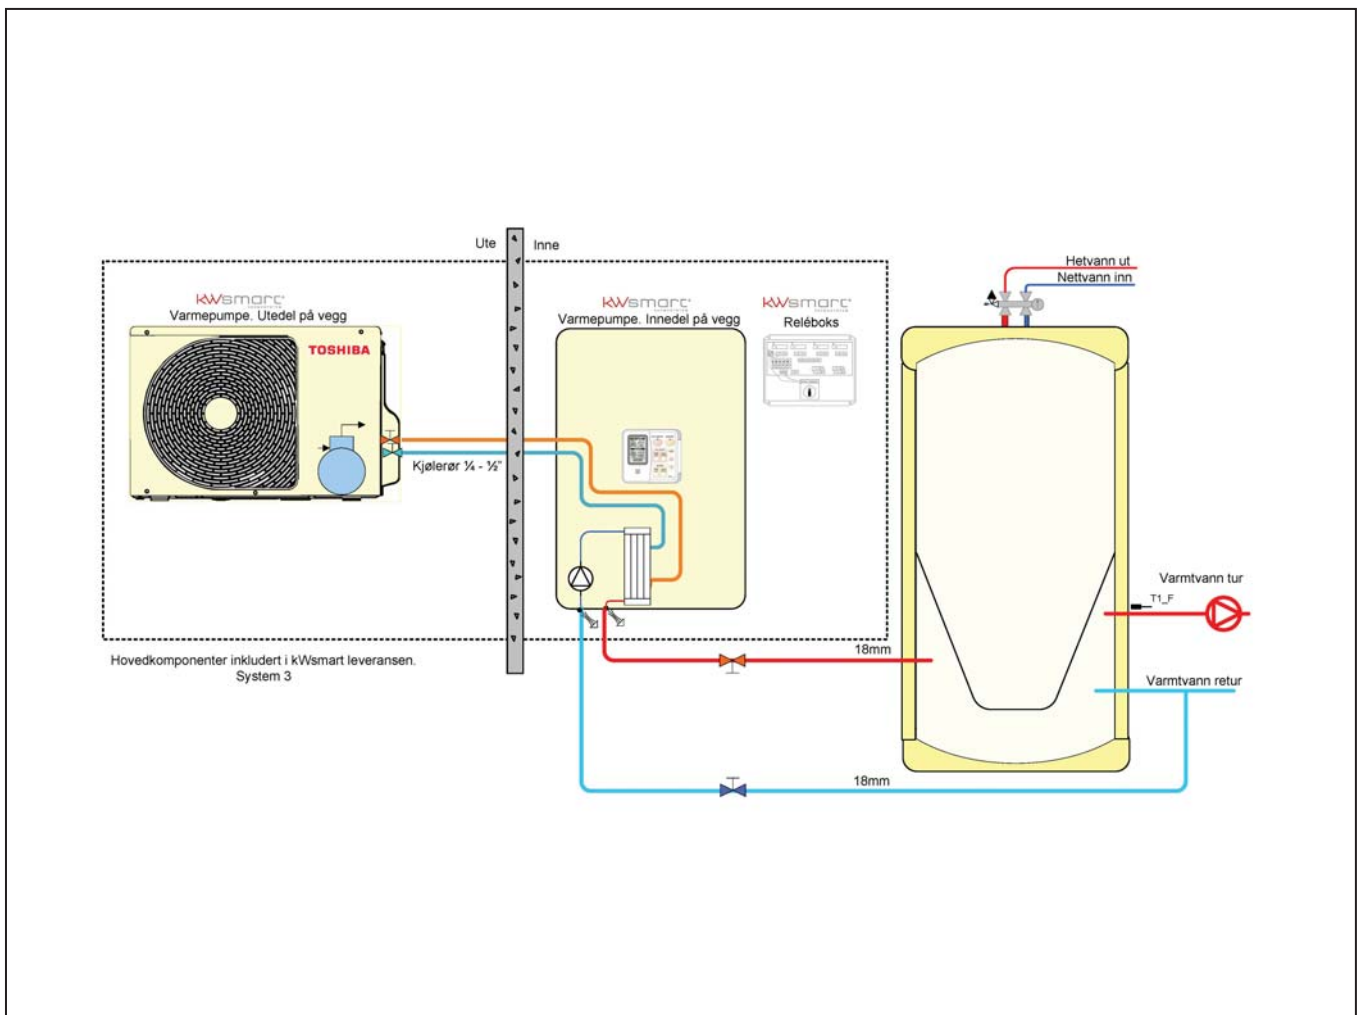 Ute
Inne
Hetvann ut
Nettvann inn
kWsmart
Varmepumpe. Utedel på vegg
kWsmart
Varmepumpe. Innedel på vegg
kWsmart
Reléboks
TOSHIBA
Kjølerør ¼ - ½"
Varmtvann tur
T1_F
18mm
Varmtvann retur
Hovedkomponenter inkludert i kWsmart leveransen.
System 3
18mm